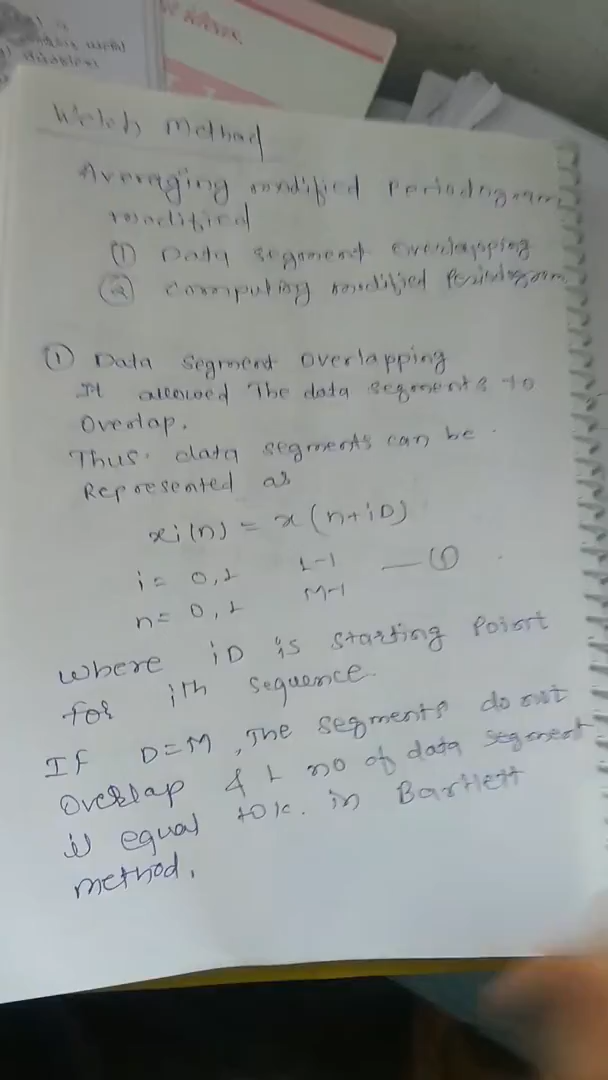 Welch Method
Averaging modified Periodogram
modified
① Data segment overlapping
② computing modified Periodogram
① Data segment overlapping
It allowed The data segments to
Overlap.
Thus. data segments can be
Represented as
xi(n) = x(n+iD)
i = 0,1 L-1 — ①
n= 0,1 M-1
where iD is starting Point
for ith sequence.
If D=M, The segments do not
Overlap & L no of data segment
is equal to k. in Bartlett
method.